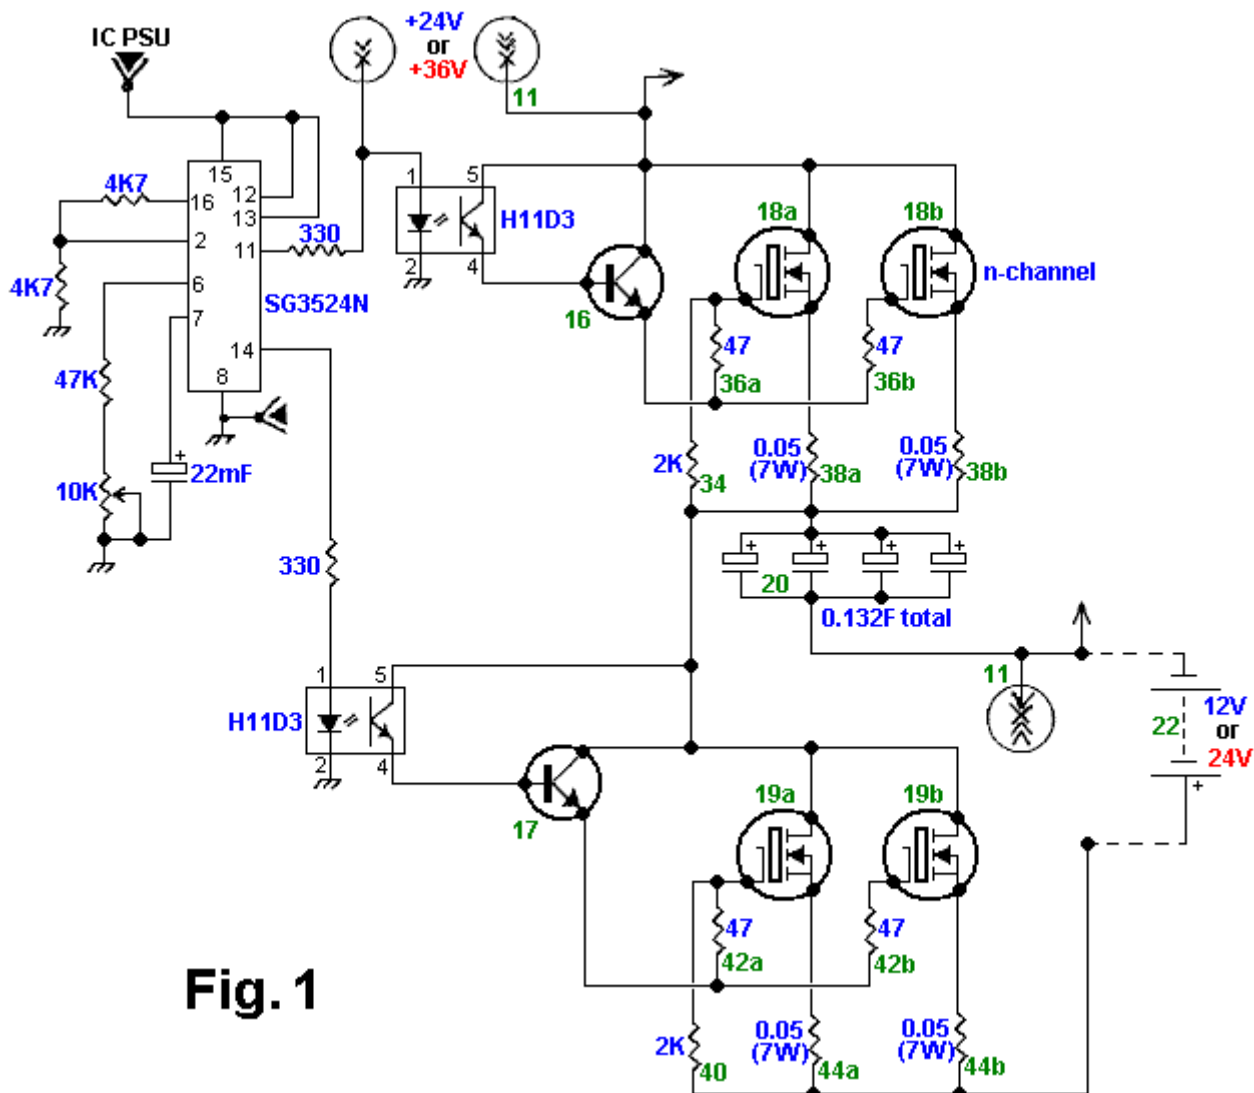 IC PSU
+24V
or
+36V
11
15
12
13
16
4K7
2
11
330
6
4K7
7
SG3524N
14
8
47K
22mF
10K
330
1
5
H11D3
2
4
16
18a
18b
n-channel
47
36a
47
36b
2K
34
0.05
(7W)
38a
0.05
(7W)
38b
+
+
+
+
+
20
0.132F total
11
12V
22
or
24V
+
1
5
H11D3
2
4
17
19a
19b
47
42a
47
42b
2K
40
0.05
(7W)
44a
0.05
(7W)
44b
Fig. 1